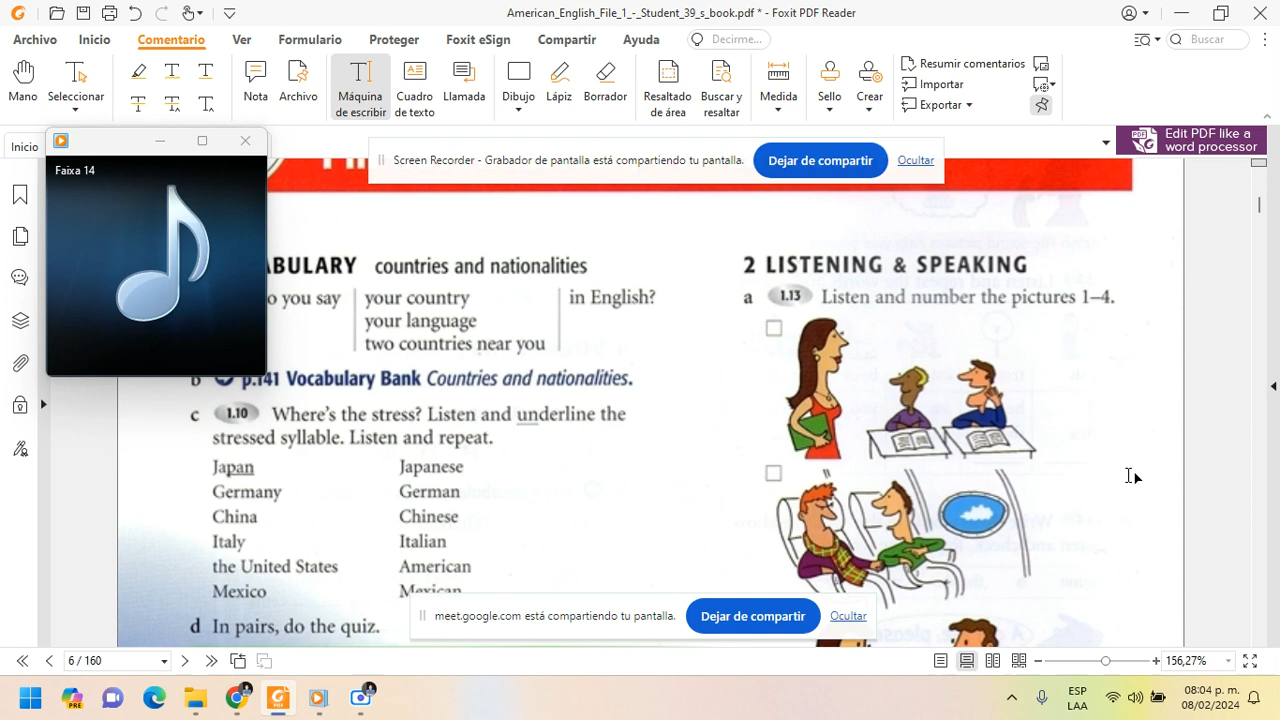 American_English_File_1_-_Student_39_s_book.pdf * - Foxit PDF Reader
Archivo Inicio Comentario Ver Formulario Proteger Foxit eSign Compartir Ayuda Decirme... Buscar
Mano Seleccionar Nota Archivo Máquina de escribir Cuadro de texto Llamada Dibujo Lápiz Borrador Resaltado de área Buscar y resaltar Medida Sello Crear
Resumir comentarios
Importar
Exportar
Inicio
Edit PDF like a
word processor
Screen Recorder - Grabador de pantalla está compartiendo tu pantalla. Dejar de compartir Ocultar
Faixa 14
ABULARY countries and nationalities
o you say your country in English?
your language
two countries near you
b p.141 Vocabulary Bank Countries and nationalities.
c 1.10 Where's the stress? Listen and underline the
stressed syllable. Listen and repeat.
Japan Japanese
Germany German
China Chinese
Italy Italian
the United States American
Mexico Mexican
d In pairs, do the quiz.
2 LISTENING & SPEAKING
a 1.13 Listen and number the pictures 1–4.
meet.google.com está compartiendo tu pantalla. Dejar de compartir Ocultar
6 / 160
156,27%
PRE
ESP
LAA
08:04 p. m.
08/02/2024